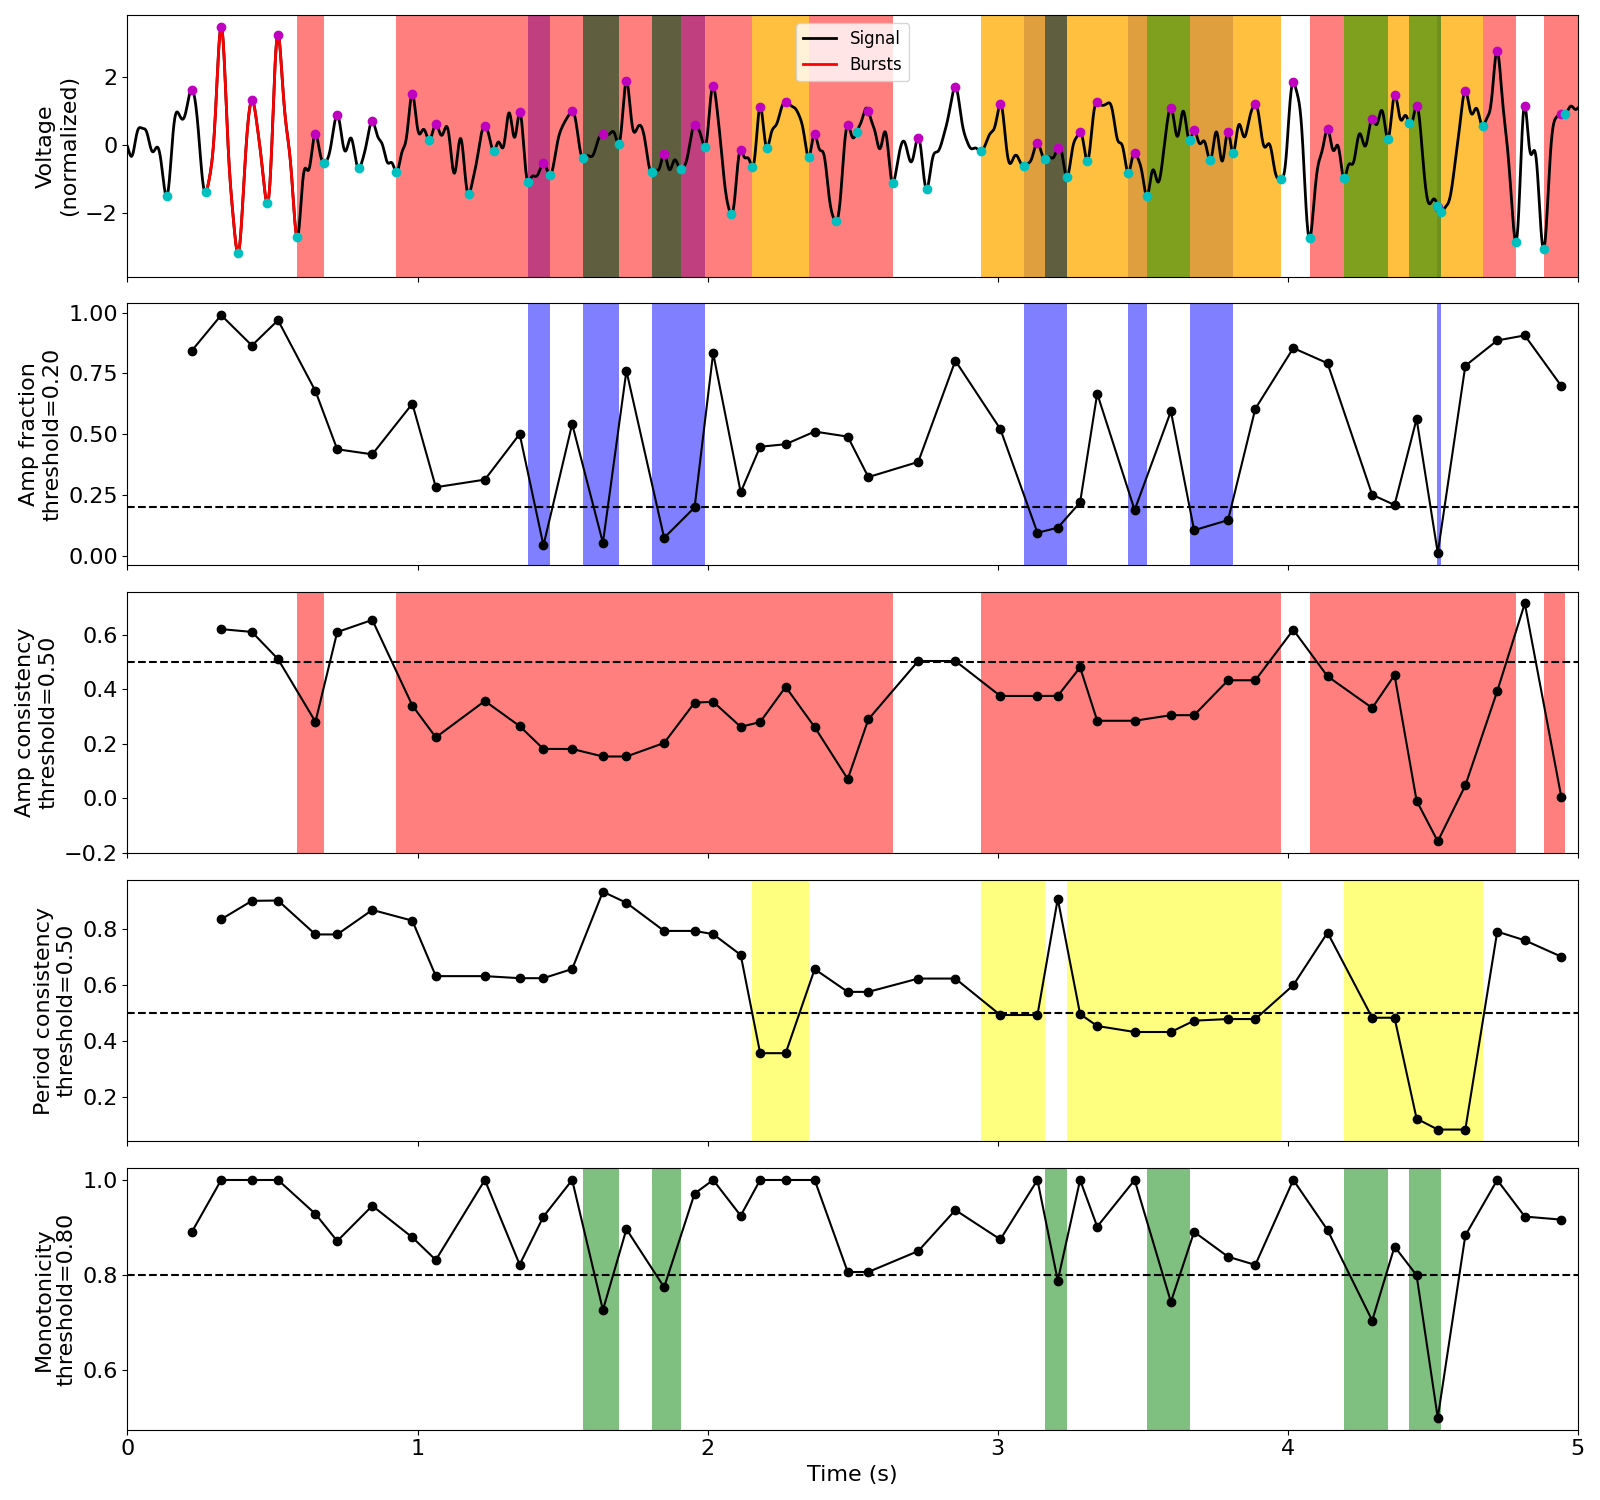 Voltage
(normalized)
2
0
−2
Signal
Bursts
Amp fraction
threshold=0.20
1.00
0.75
0.50
0.25
0.00
Amp consistency
threshold=0.50
0.6
0.4
0.2
0.0
−0.2
Period consistency
threshold=0.50
0.8
0.6
0.4
0.2
Monotonicity
threshold=0.80
1.0
0.8
0.6
0 1 2 3 4 5
Time (s)